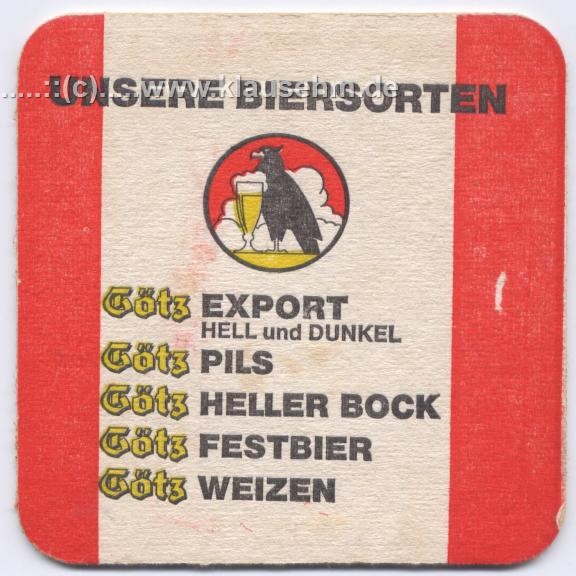 ......::(c)..... www.klausehm.de
UNSERE BIERSORTEN
Götz EXPORT
HELL und DUNKEL
Götz PILS
Götz HELLER BOCK
Götz FESTBIER
Götz WEIZEN